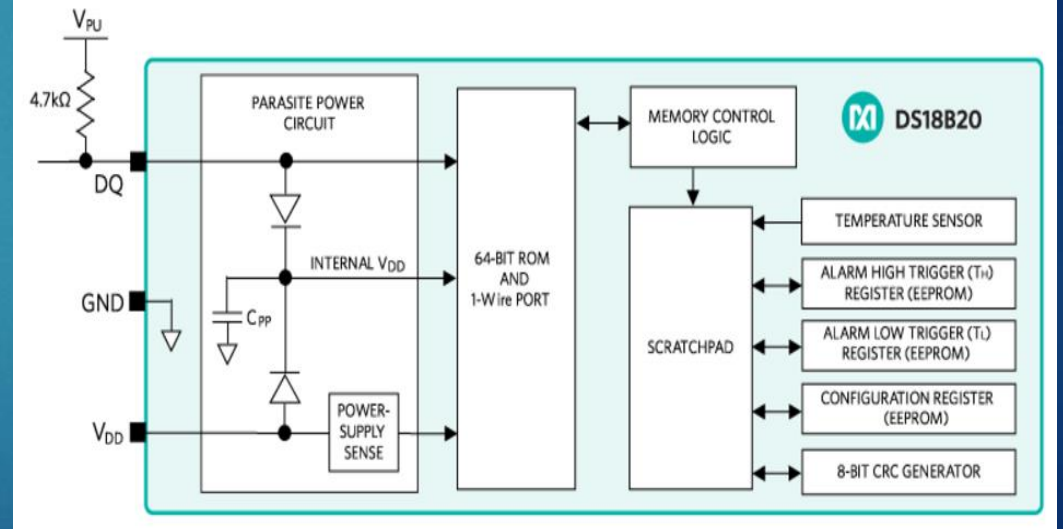 VPU
4.7kΩ
DQ
GND
VDD
PARASITE POWER
CIRCUIT
INTERNAL VDD
CPP
POWER-
SUPPLY
SENSE
64-BIT ROM
AND
1-Wire PORT
MEMORY CONTROL
LOGIC
SCRATCHPAD
DS18B20
TEMPERATURE SENSOR
ALARM HIGH TRIGGER (TH)
REGISTER (EEPROM)
ALARM LOW TRIGGER (TL)
REGISTER (EEPROM)
CONFIGURATION REGISTER
(EEPROM)
8-BIT CRC GENERATOR